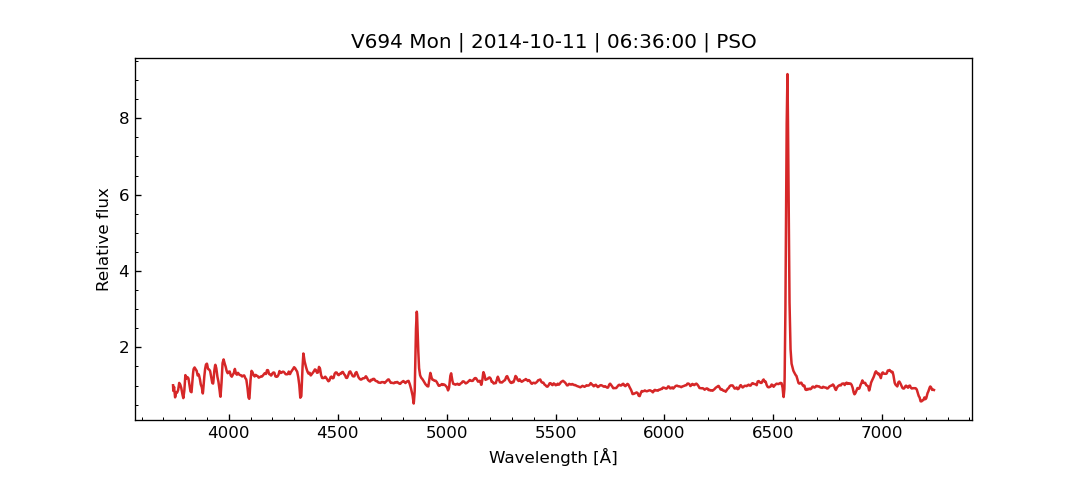 V694 Mon | 2014-10-11 | 06:36:00 | PSO
Relative flux
8
6
4
2
4000 4500 5000 5500 6000 6500 7000
Wavelength [Å]